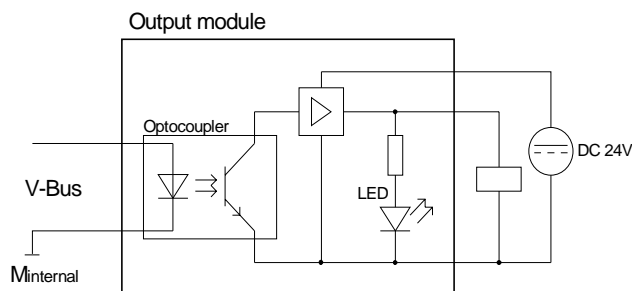 Output module
Optocoupler
DC 24V
V-Bus
LED
Minternal